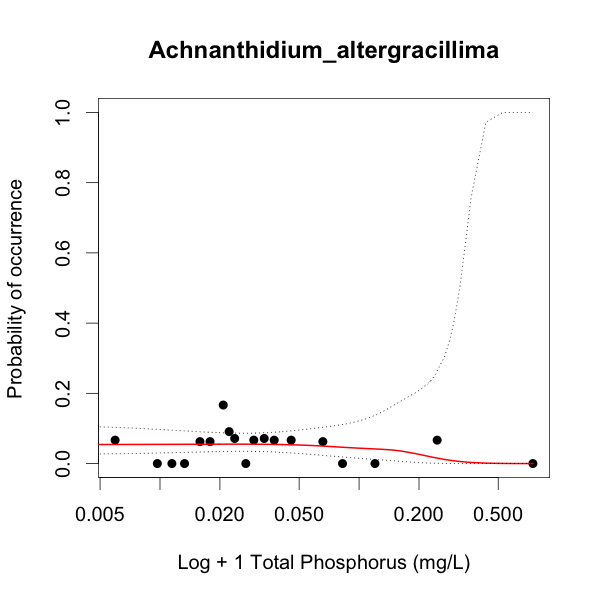 Achnanthidium_altergracillima
Probability of occurrence
1.0
0.8
0.6
0.4
0.2
0.0
0.005 0.020 0.050 0.200 0.500
Log + 1 Total Phosphorus (mg/L)